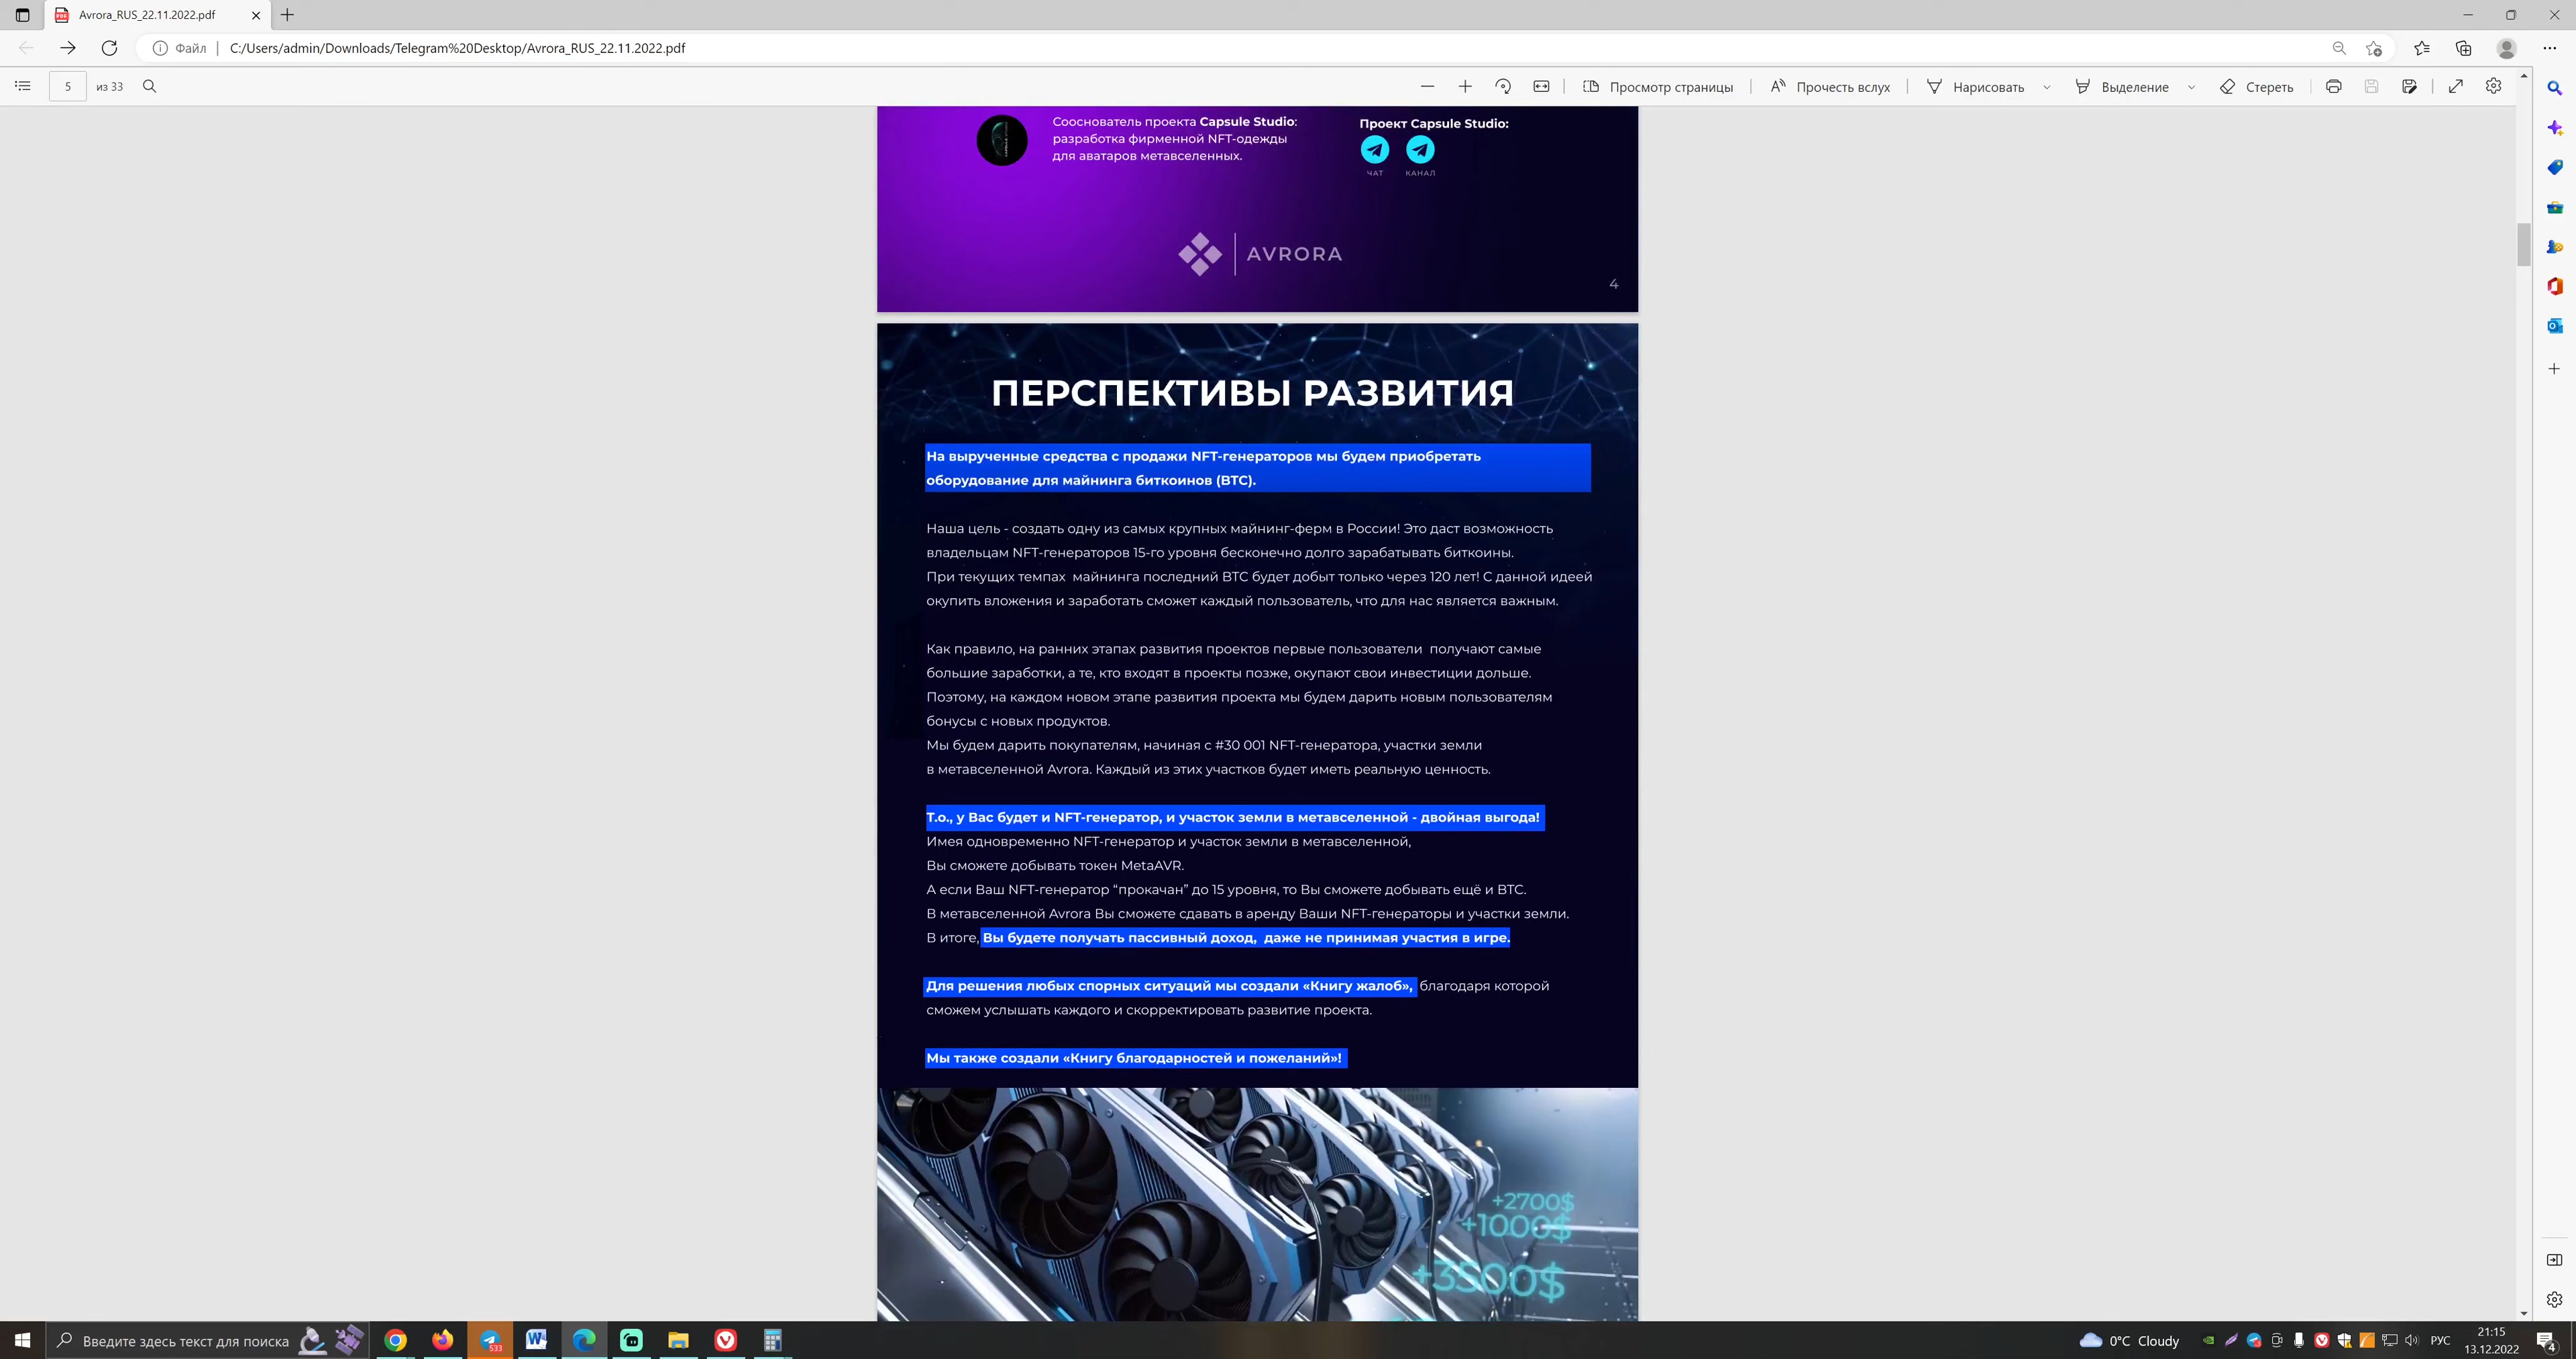 Avrora_RUS_22.11.2022.pdf
Файл
C:/Users/admin/Downloads/Telegram%20Desktop/Avrora_RUS_22.11.2022.pdf
5 из 33
Просмотр страницы
Прочесть вслух
Нарисовать
Выделение
Стереть
Сооснователь проекта Capsule Studio:
разработка фирменной NFT-одежды
для аватаров метавселенных.
Проект Capsule Studio:
ЧАТ КАНАЛ
AVRORA
4
ПЕРСПЕКТИВЫ РАЗВИТИЯ
На вырученные средства с продажи NFT-генераторов мы будем приобретать
оборудование для майнинга биткоинов (BTC).
Наша цель - создать одну из самых крупных майнинг-ферм в России! Это даст возможность
владельцам NFT-генераторов 15-го уровня бесконечно долго зарабатывать биткоины.
При текущих темпах майнинга последний BTC будет добыт только через 120 лет! С данной идеей
окупить вложения и заработать сможет каждый пользователь, что для нас является важным.
Как правило, на ранних этапах развития проектов первые пользователи получают самые
большие заработки, а те, кто входят в проекты позже, окупают свои инвестиции дольше.
Поэтому, на каждом новом этапе развития проекта мы будем дарить новым пользователям
бонусы с новых продуктов.
Мы будем дарить покупателям, начиная с #30 001 NFT-генератора, участки земли
в метавселенной Avrora. Каждый из этих участков будет иметь реальную ценность.
Т.о., у Вас будет и NFT-генератор, и участок земли в метавселенной - двойная выгода!
Имея одновременно NFT-генератор и участок земли в метавселенной,
Вы сможете добывать токен MetaAVR.
А если Ваш NFT-генератор “прокачан” до 15 уровня, то Вы сможете добывать ещё и BTC.
В метавселенной Avrora Вы сможете сдавать в аренду Ваши NFT-генераторы и участки земли.
В итоге, Вы будете получать пассивный доход, даже не принимая участия в игре.
Для решения любых спорных ситуаций мы создали «Книгу жалоб», благодаря которой
сможем услышать каждого и скорректировать развитие проекта.
Мы также создали «Книгу благодарностей и пожеланий»!
+2700$
+1000$
+3500$
Введите здесь текст для поиска
533
0°C Cloudy
РУС
21:15
13.12.2022
4